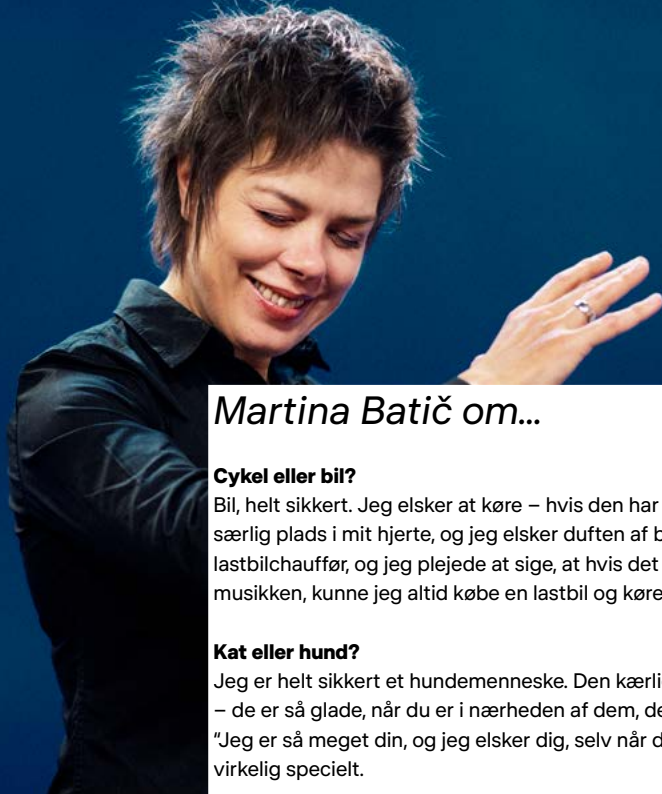 Martina Batič om...
Cykel eller bil?
Bil, helt sikkert. Jeg elsker at køre – hvis den har
særlig plads i mit hjerte, og jeg elsker duften af
lastbilchauffør, og jeg plejede at sige, at hvis det
musikken, kunne jeg altid købe en lastbil og køre
Kat eller hund?
Jeg er helt sikkert et hundemenneske. Den
– de er så glade, når du er i nærheden af dem,
“Jeg er så meget din, og jeg elsker dig, selv når
virkelig specielt.